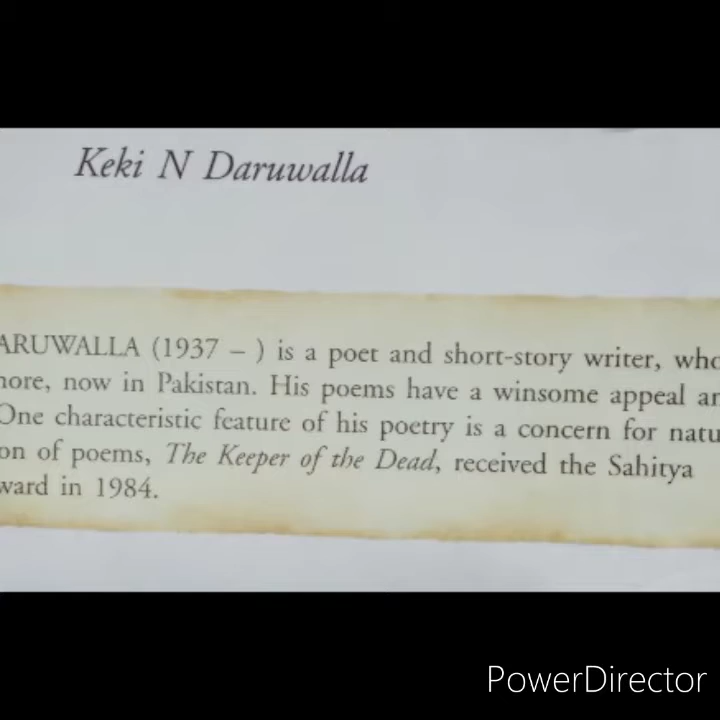 Keki N Daruwalla
ARUWALLA (1937 – ) is a poet and short-story writer, who
nore, now in Pakistan. His poems have a winsome appeal an
One characteristic feature of his poetry is a concern for natu
on of poems, The Keeper of the Dead, received the Sahitya
ward in 1984.
PowerDirector